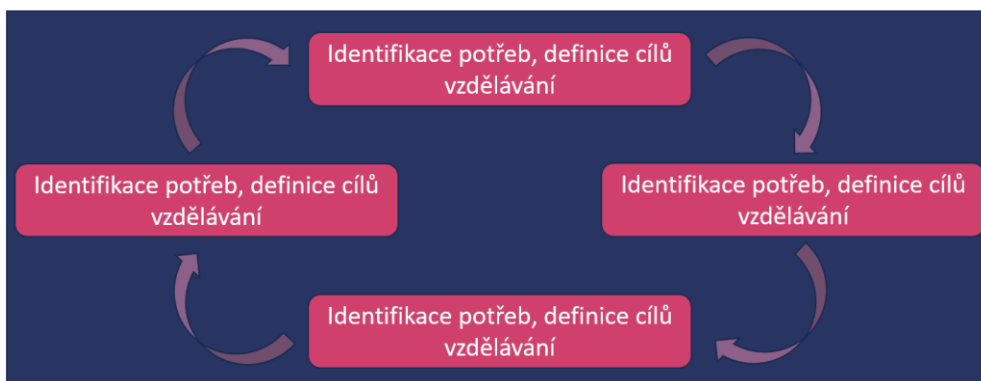 Identifikace potřeb, definice cílů
vzdělávání
Identifikace potřeb, definice cílů
vzdělávání
Identifikace potřeb, definice cílů
vzdělávání
Identifikace potřeb, definice cílů
vzdělávání